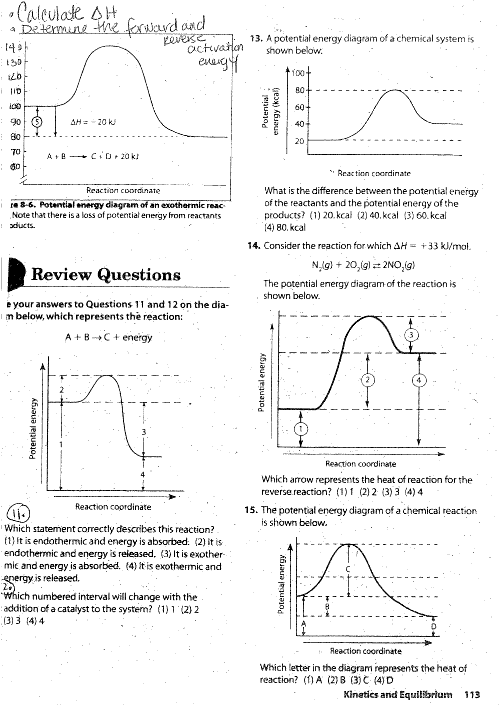 • Calculate ΔH
• Determine the forward and
reverse
activation
energy
140
130
120
110
100
90
80
70
60
5
ΔH = - 20 kJ
A + B → C + D + 20 kJ
Reaction coordinate
re 8-6. Potential energy diagram of an exothermic reac-
Note that there is a loss of potential energy from reactants
oducts.
Review Questions
e your answers to Questions 11 and 12 on the dia-
m below, which represents the reaction:
A + B → C + energy
Potential energy
2
1
3
4
Reaction coordinate
11.
Which statement correctly describes this reaction?
(1) It is endothermic and energy is absorbed. (2) It is
endothermic and energy is released. (3) It is exother-
mic and energy is absorbed. (4) It is exothermic and
energy is released.
Which numbered interval will change with the
addition of a catalyst to the system? (1) 1 (2) 2
(3) 3 (4) 4
13. A potential energy diagram of a chemical system is
shown below.
Potential
energy (kcal)
100
80
60
40
20
Reaction coordinate
What is the difference between the potential energy
of the reactants and the potential energy of the
products? (1) 20. kcal (2) 40. kcal (3) 60. kcal
(4) 80. kcal
14. Consider the reaction for which ΔH = +33 kJ/mol.
N₂(g) + 2O₂(g) ⇄ 2NO₂(g)
The potential energy diagram of the reaction is
shown below.
Potential energy
1
2
3
4
Reaction coordinate
Which arrow represents the heat of reaction for the
reverse reaction? (1) 1 (2) 2 (3) 3 (4) 4
15. The potential energy diagram of a chemical reaction
is shown below.
Potential energy
A
B
C
D
Reaction coordinate
Which letter in the diagram represents the heat of
reaction? (1) A (2) B (3) C (4) D
Kinetics and Equilibrium 113